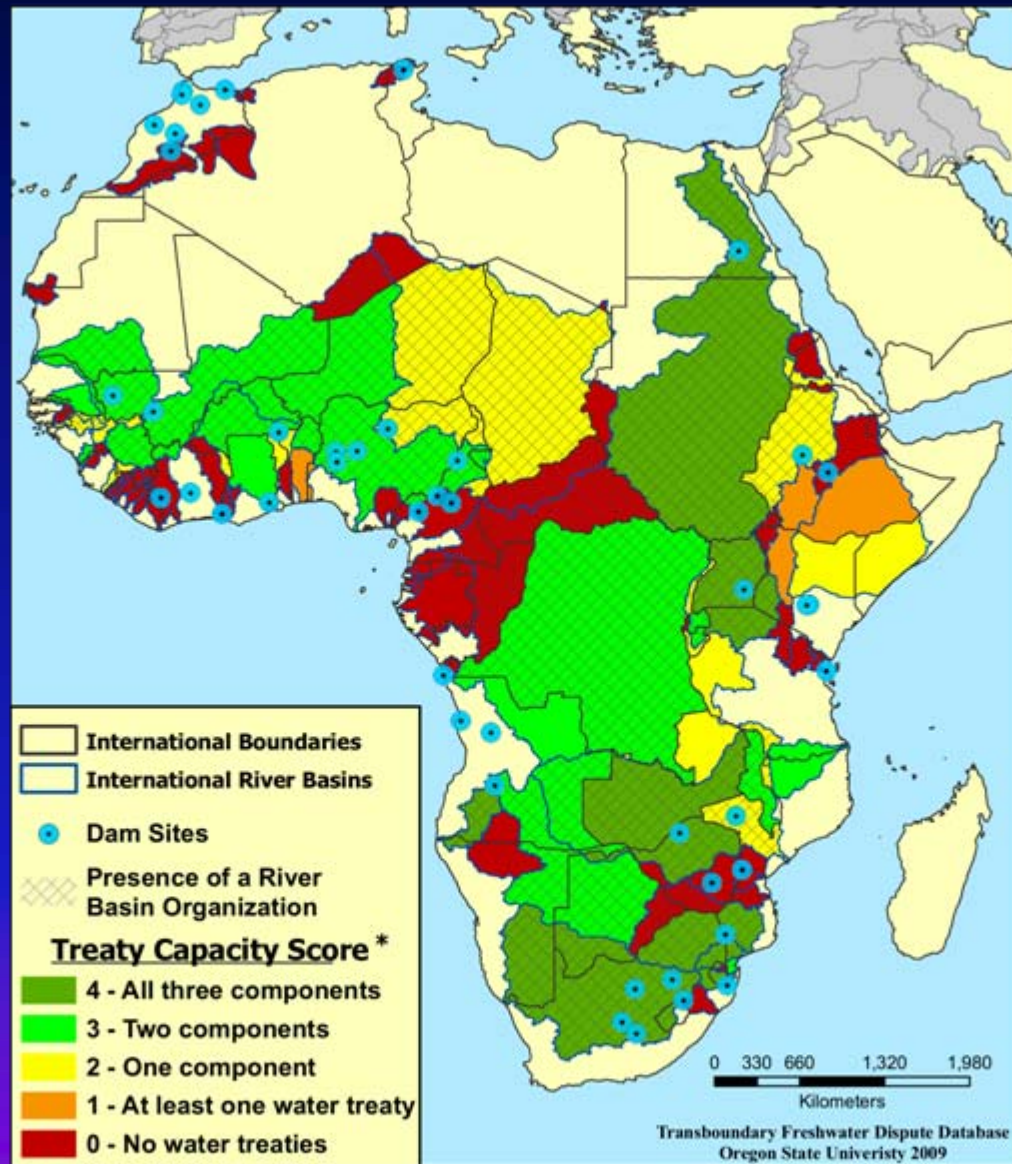 International Boundaries
International River Basins
Dam Sites
Presence of a River
Basin Organization
Treaty Capacity Score *
4 - All three components
3 - Two components
2 - One component
1 - At least one water treaty
0 - No water treaties
0 330 660 1,320 1,980
Kilometers
Transboundary Freshwater Dispute Database
Oregon State Univeristy 2009